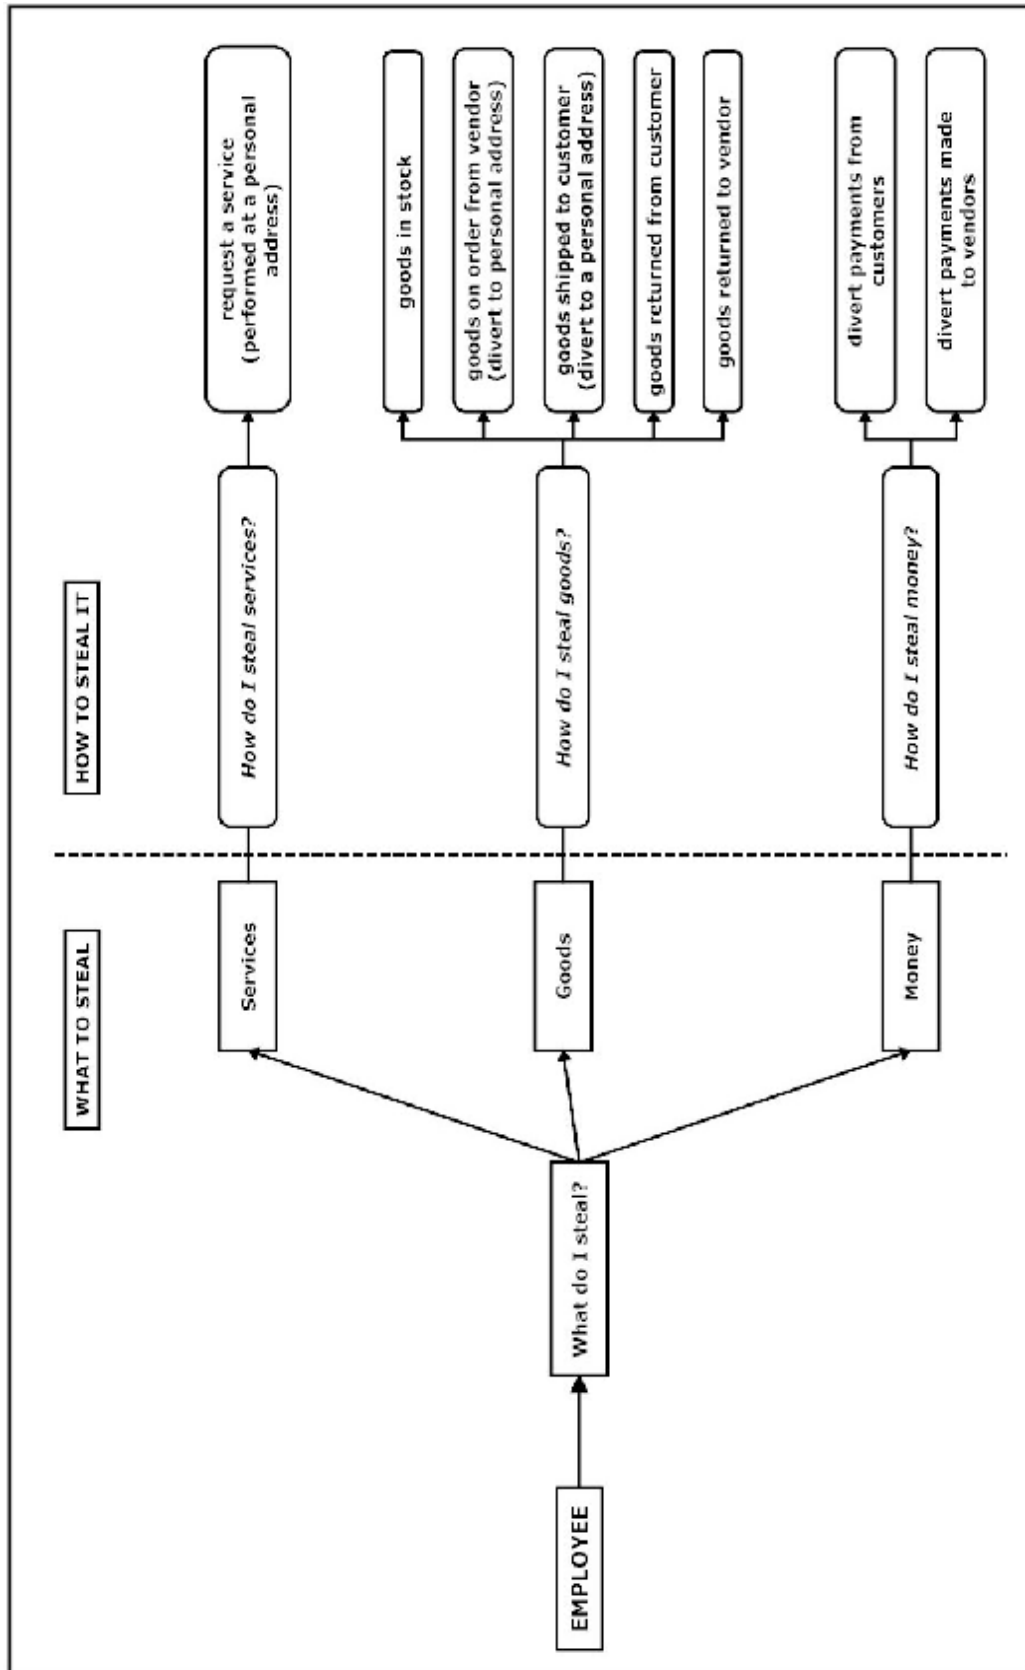 WHAT TO STEAL
HOW TO STEAL IT
EMPLOYEE
What do I steal?
Services
How do I steal services?
request a service
(performed at a personal
address)
Goods
How do I steal goods?
goods in stock
goods on order from vendor
(divert to personal address)
goods shipped to customer
(divert to a personal address)
goods returned from customer
goods returned to vendor
Money
How do I steal money?
divert payments from
customers
divert payments made
to vendors